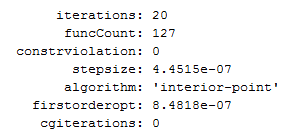 iterations: 20
funcCount: 127
constrviolation: 0
stepsize: 4.4515e-07
algorithm: 'interior-point'
firstorderopt: 8.4818e-07
cgiterations: 0